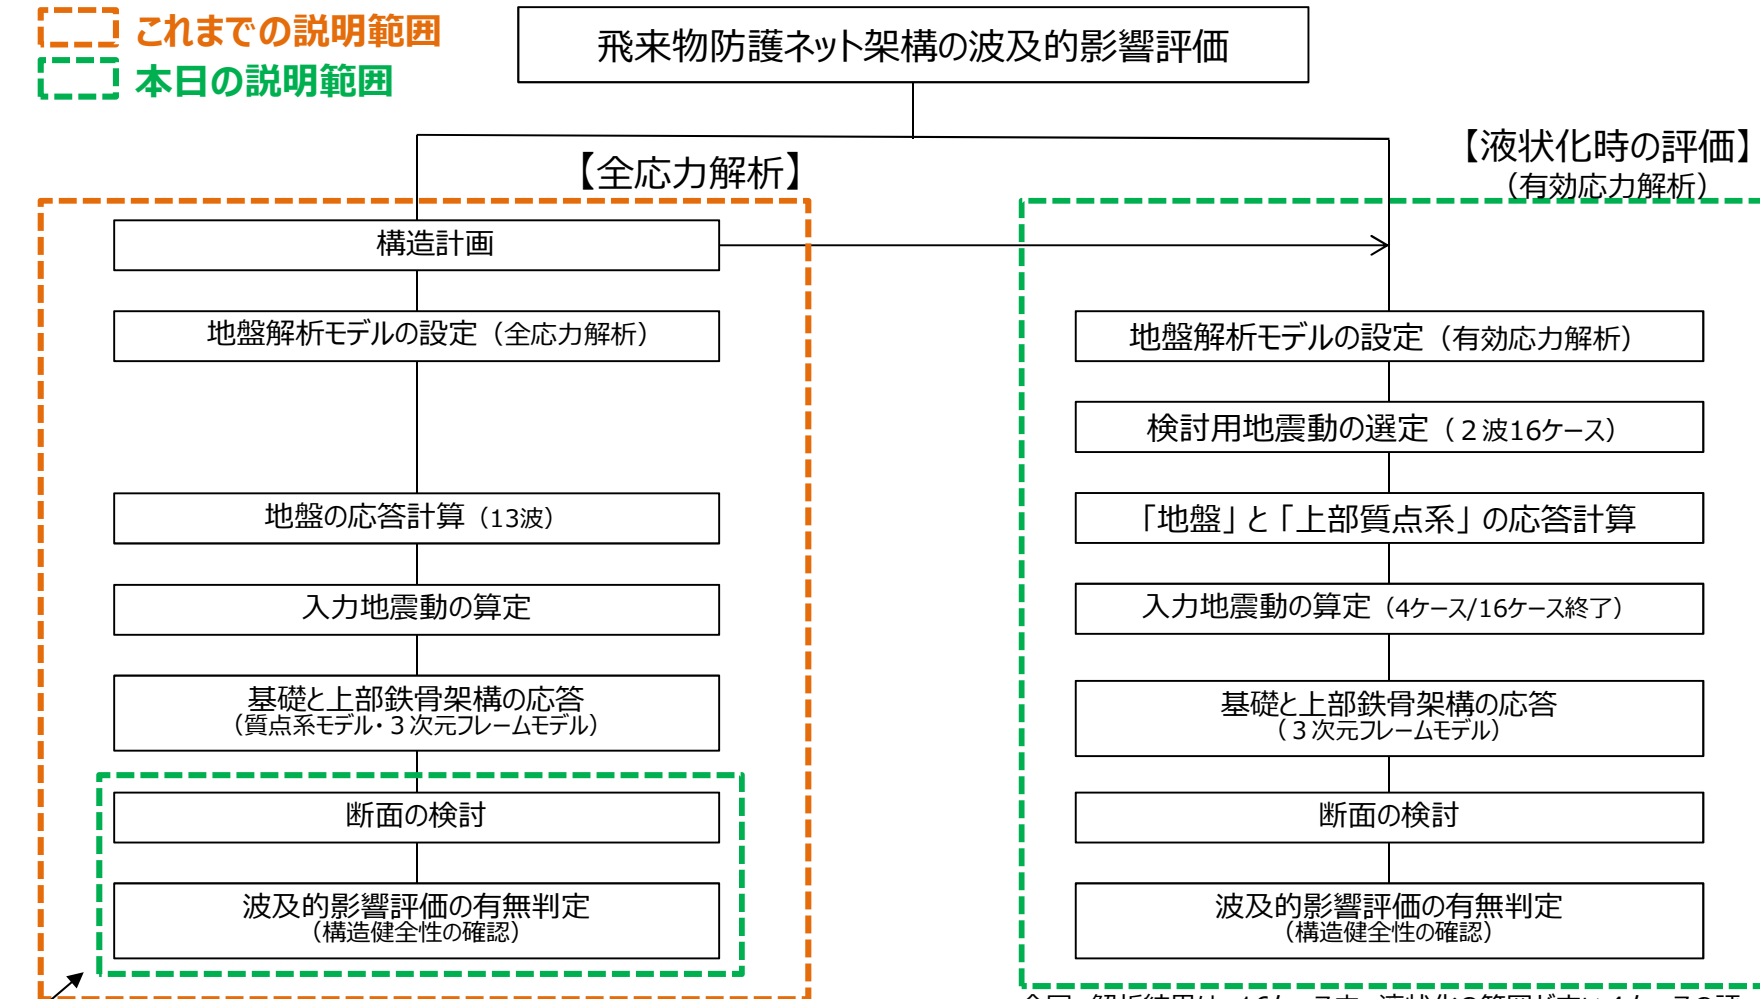 これまでの説明範囲
本日の説明範囲
飛来物防護ネット架構の波及的影響評価
【全応力解析】
【液状化時の評価】
（有効応力解析）
構造計画
地盤解析モデルの設定（全応力解析）
地盤の応答計算（13波）
入力地震動の算定
基礎と上部鉄骨架構の応答
（質点系モデル・３次元フレームモデル）
断面の検討
波及的影響評価の有無判定
（構造健全性の確認）
地盤解析モデルの設定（有効応力解析）
検討用地震動の選定（２波16ケース）
「地盤」と「上部質点系」の応答計算
入力地震動の算定（4ケース/16ケース終了）
基礎と上部鉄骨架構の応答
（３次元フレームモデル）
断面の検討
波及的影響評価の有無判定
（構造健全性の確認）